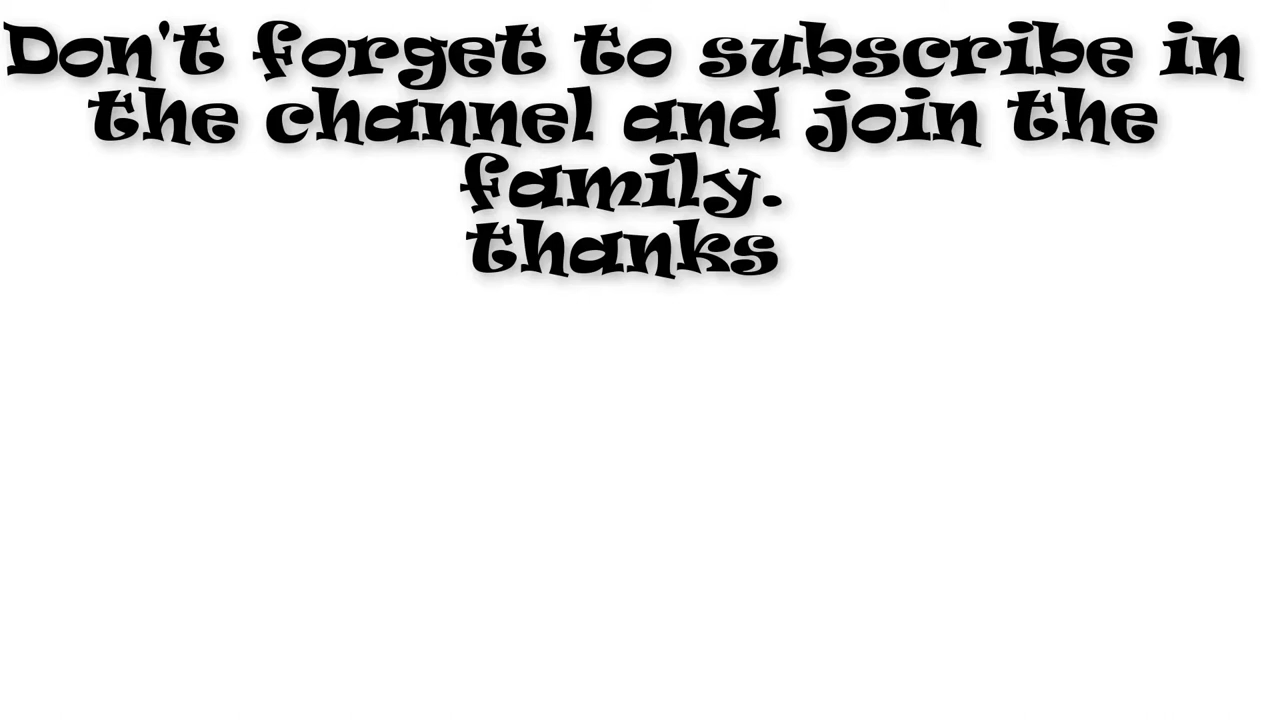 Don't forget to subscribe in
the channel and join the
family.
thanks